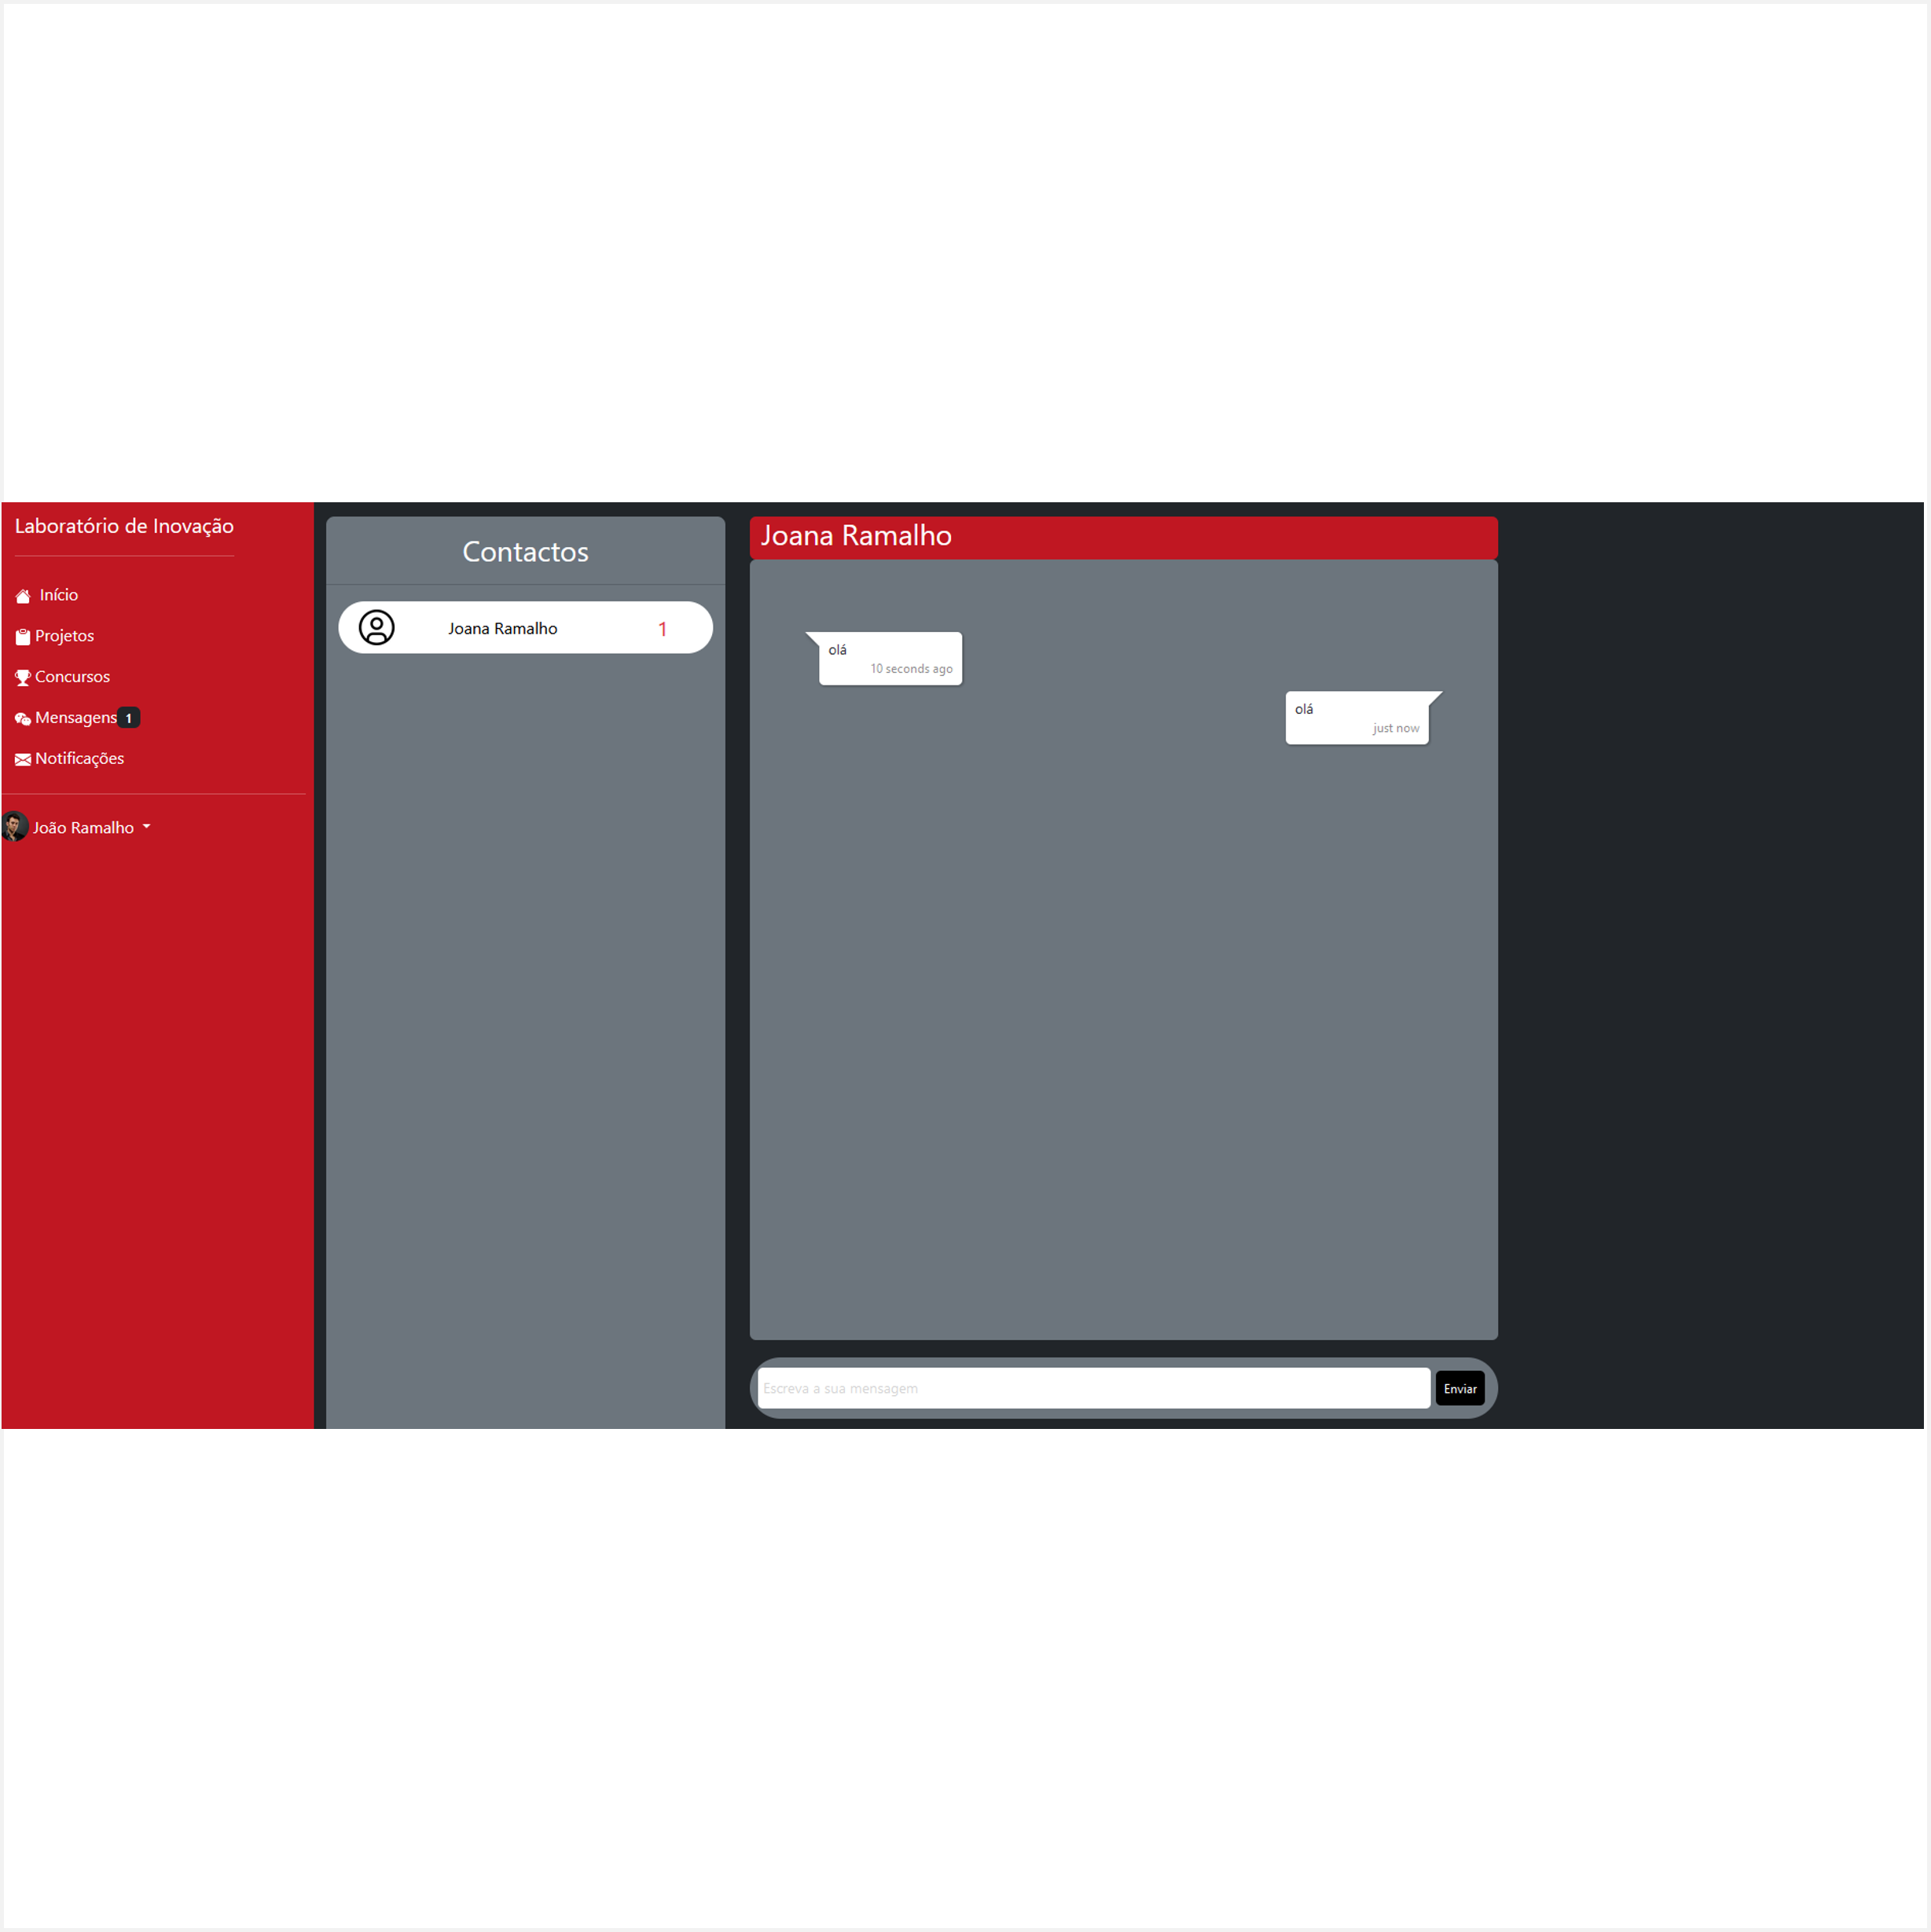 Laboratório de Inovação
Início
Projetos
Concursos
Mensagens 1
Notificações
João Ramalho
Contactos
Joana Ramalho 1
Joana Ramalho
olá
10 seconds ago
olá
just now
Escreva a sua mensagem
Enviar